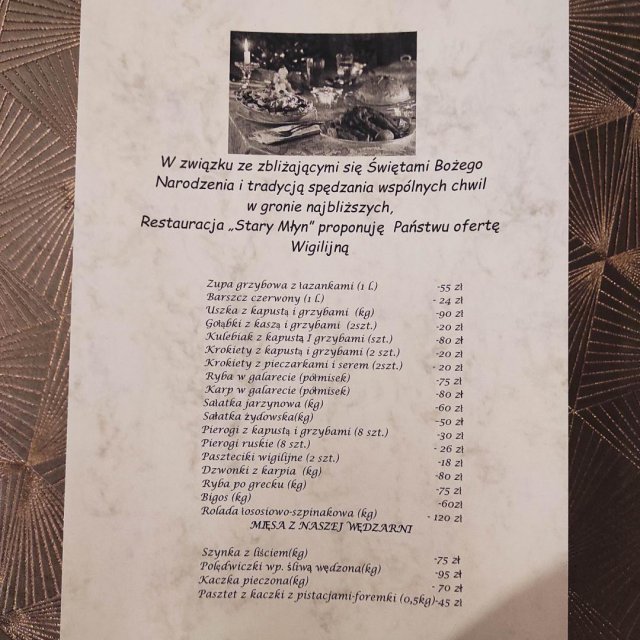 W związku ze zbliżającymi się Świętami Bożego
Narodzenia i tradycją spędzania wspólnych chwil
w gronie najbliższych,
Restauracja „Stary Młyn" proponuję Państwu ofertę
Wigilijną
Zupa grzybowa z łazankami (1 l.) -55 zł
Barszcz czerwony (1 l.) - 24 zł
Uszka z kapustą i grzybami (kg) -90 zł
Gołąbki z kaszą i grzybami (2szt.) -20 zł
Kulebiak z kapustą I grzybami (szt.) -80 zł
Krokiety z kapustą i grzybami (2 szt.) -20 zł
Krokiety z pieczarkami i serem (2szt.) - 20 zł
Ryba w galarecie (półmisek) -75 zł
Karp w galarecie (półmisek) -80 zł
Sałatka jarzynowa (kg) -60 zł
Sałatka żydowska(kg) -50 zł
Pierogi z kapustą i grzybami (8 szt.) -30 zł
Pierogi ruskie (8 szt.) - 26 zł
Paszteciki wigilijne (2 szt.) -18 zł
Dzwonki z karpia (kg) -80 zł
Ryba po grecku (kg) -75 zł
Bigos (kg) -60zł
Rolada łososiowo-szpinakowa (kg) - 120 zł
MIĘSA Z NASZEJ WĘDZARNI
Szynka z liściem(kg) -75 zł
Polędwiczki wp. śliwą wędzona(kg) -95 zł
Kaczka pieczona(kg) - 70 zł
Pasztet z kaczki z pistacjami-foremki (0,5kg)-45 zł